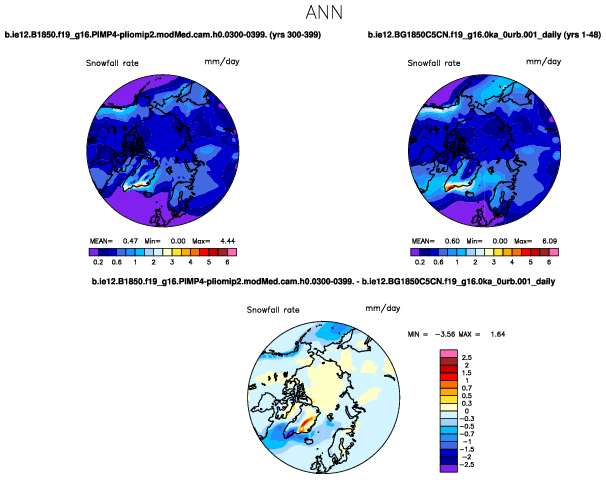 ANN
b.ie12.B1850.f19_g16.PIMP4-pliomip2.modMed.cam.h0.0300-0399. (yrs 300-399)
b.ie12.BG1850C5CN.f19_g16.0ka_0urb.001_daily (yrs 1-48)
Snowfall rate mm/day
Snowfall rate mm/day
MEAN= 0.47 Min= 0.00 Max= 4.44
MEAN= 0.60 Min= 0.00 Max= 6.09
0.2 0.6 1 2 3 4 5 6
0.2 0.6 1 2 3 4 5 6
b.ie12.B1850.f19_g16.PIMP4-pliomip2.modMed.cam.h0.0300-0399. - b.ie12.BG1850C5CN.f19_g16.0ka_0urb.001_daily
Snowfall rate mm/day
MIN = -3.56 MAX = 1.64
2.5
2
1.5
1
0.7
0.5
0.3
0
-0.3
-0.5
-0.7
-1
-1.5
-2
-2.5